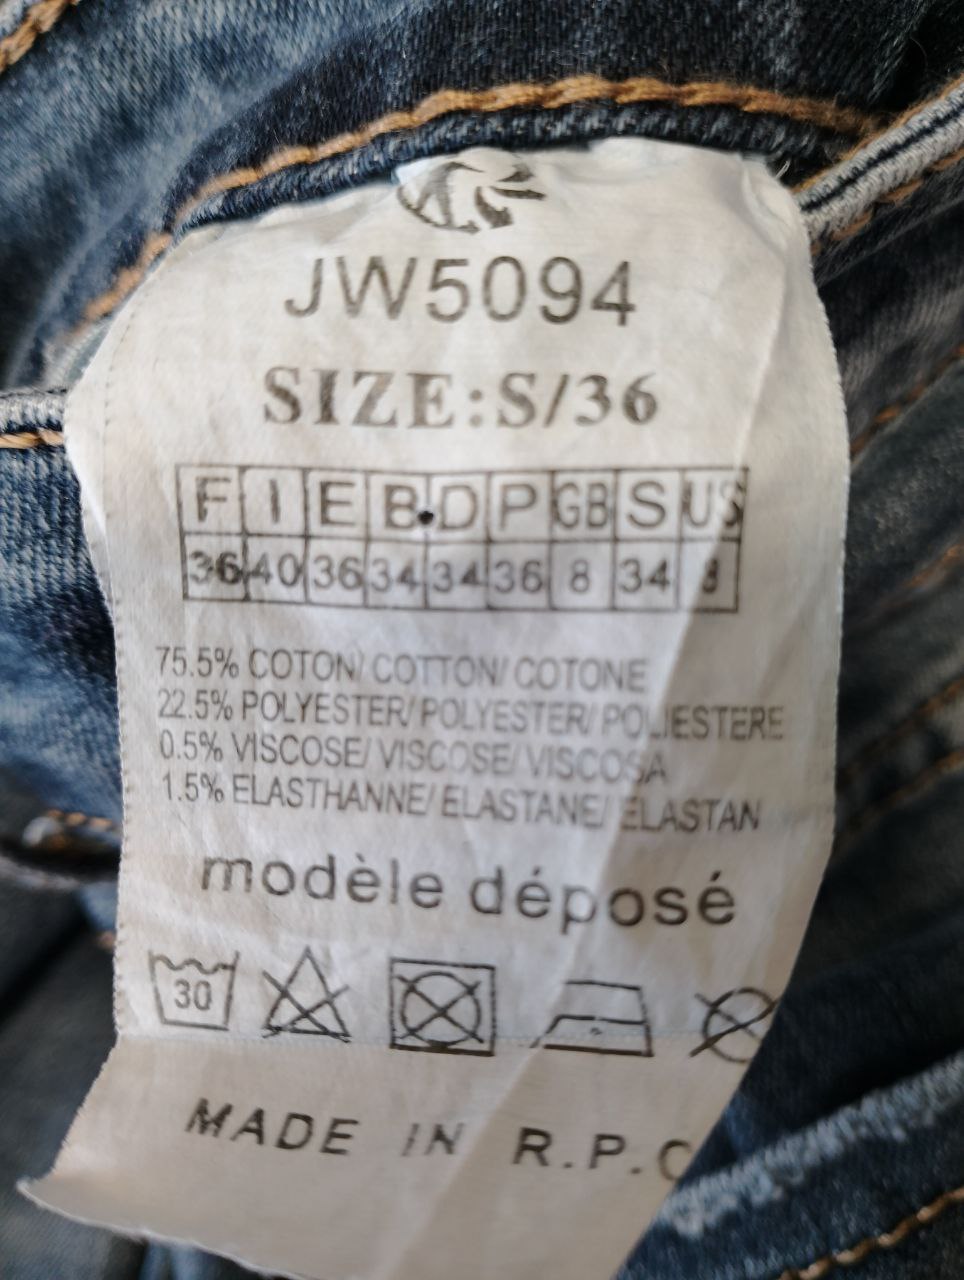 JW5094
SIZE:S/36
F I E B D P GB S US
36 40 36 34 34 36 8 34 8
75.5% COTON/ COTTON/ COTONE
22.5% POLYESTER/ POLYESTER/ POLIESTERE
0.5% VISCOSE/ VISCOSE/ VISCOSA
1.5% ELASTHANNE/ ELASTANE/ ELASTAN
modèle déposé
30
MADE IN R.P.C